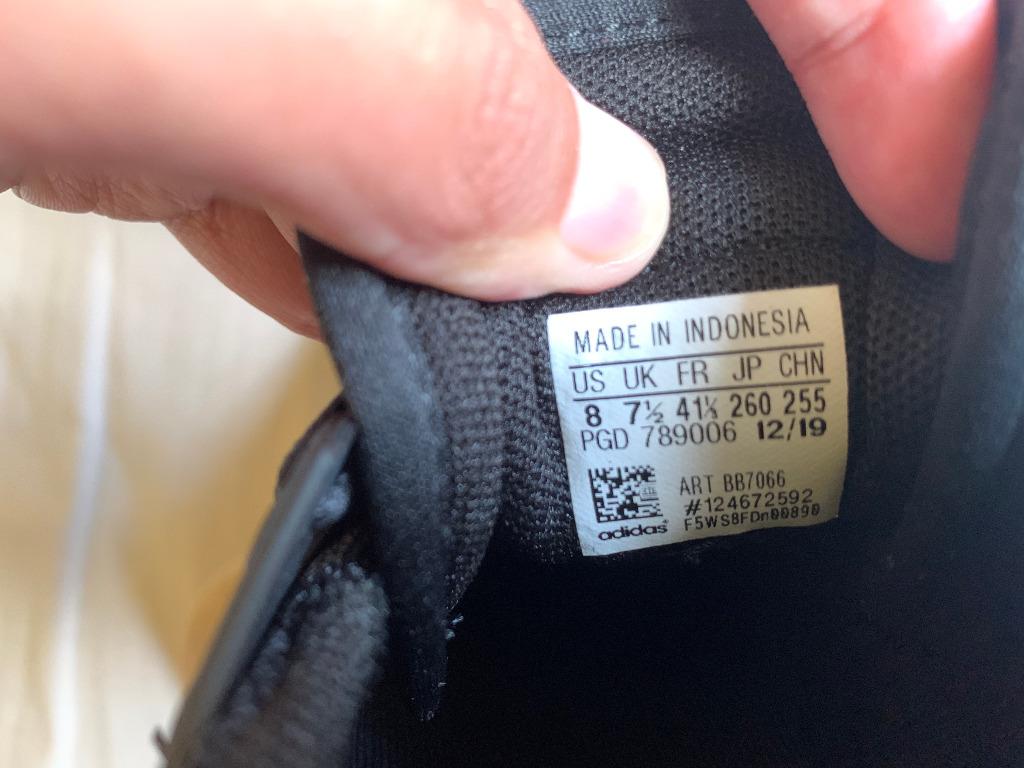 MADE IN INDONESIA
US UK FR JP CHN
8 7½ 41⅓ 260 255
PGD 789006 12/19
ART BB7066
#124672592
F5WS8FDn00890
adidas